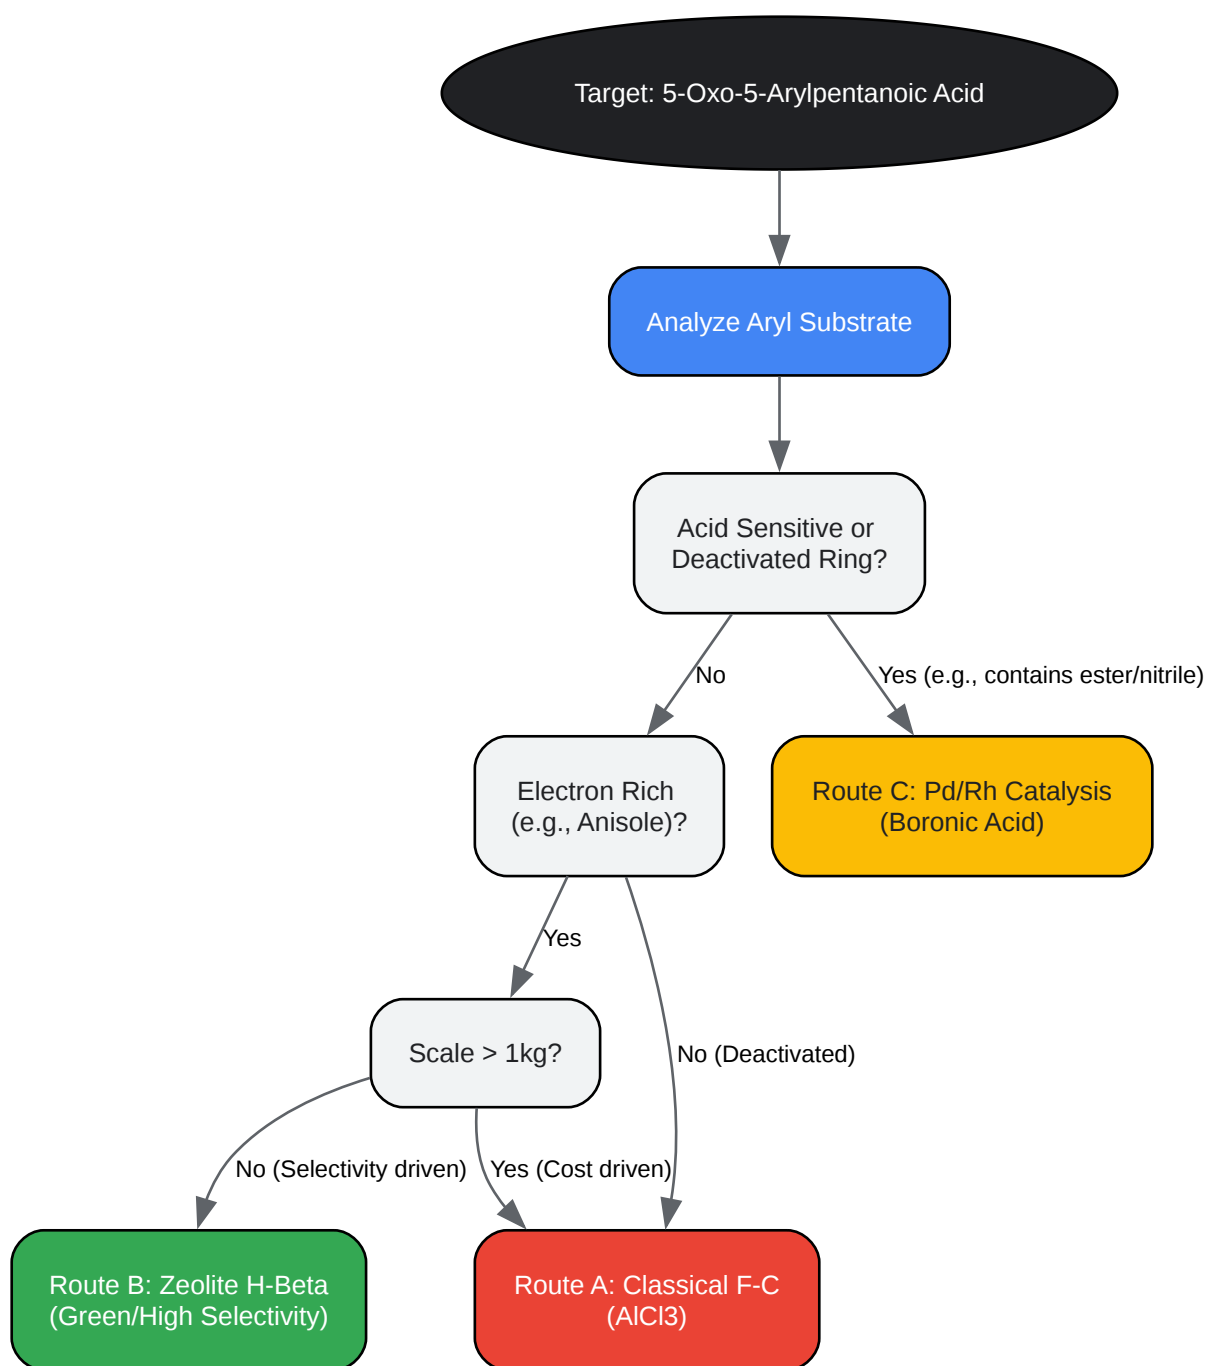 Target: 5-Oxo-5-Arylpentanoic Acid
Analyze Aryl Substrate
Acid Sensitive or
Deactivated Ring?
No
Yes (e.g., contains ester/nitrile)
Electron Rich
(e.g., Anisole)?
Route C: Pd/Rh Catalysis
(Boronic Acid)
Yes
Scale > 1kg?
No (Deactivated)
No (Selectivity driven)
Yes (Cost driven)
Route B: Zeolite H-Beta
(Green/High Selectivity)
Route A: Classical F-C
(AlCl3)